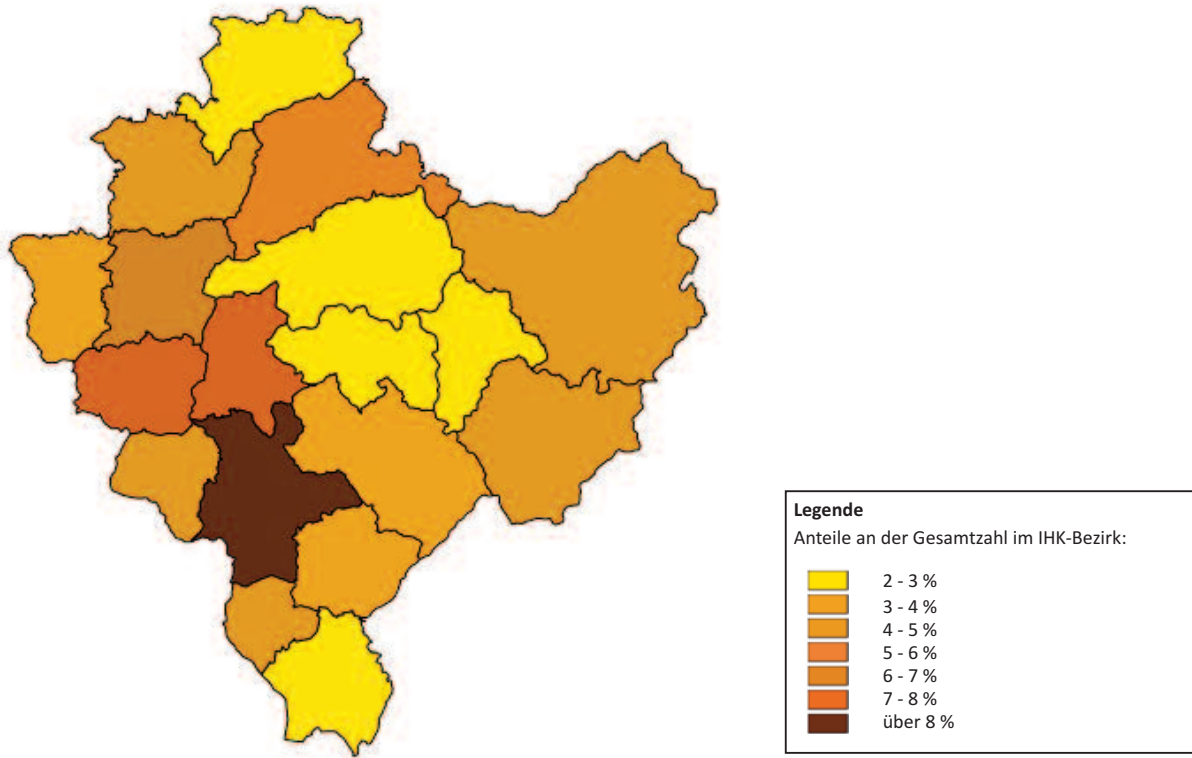 Legende
Anteile an der Gesamtzahl im IHK-Bezirk:
2 - 3 %
3 - 4 %
4 - 5 %
5 - 6 %
6 - 7 %
7 - 8 %
über 8 %